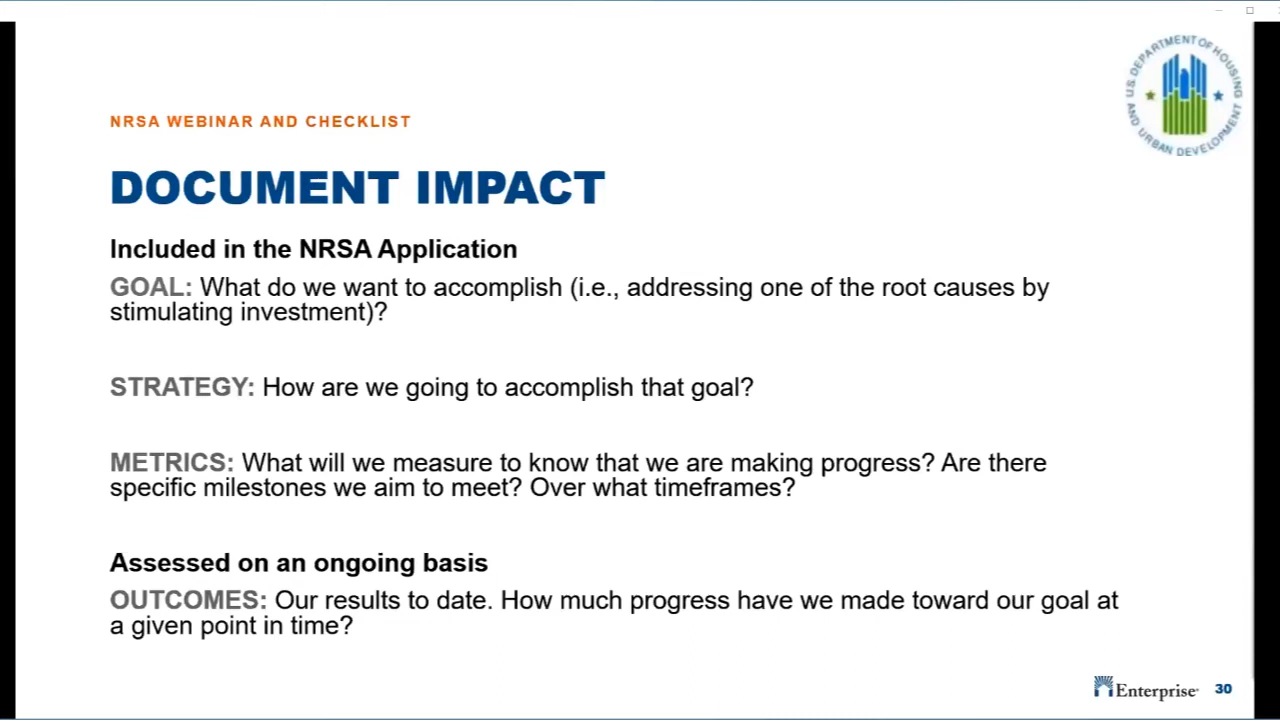 U.S. DEPARTMENT OF HOUSING
AND URBAN DEVELOPMENT
NRSA WEBINAR AND CHECKLIST
DOCUMENT IMPACT
Included in the NRSA Application
GOAL: What do we want to accomplish (i.e., addressing one of the root causes by
stimulating investment)?
STRATEGY: How are we going to accomplish that goal?
METRICS: What will we measure to know that we are making progress? Are there
specific milestones we aim to meet? Over what timeframes?
Assessed on an ongoing basis
OUTCOMES: Our results to date. How much progress have we made toward our goal at
a given point in time?
Enterprise
30